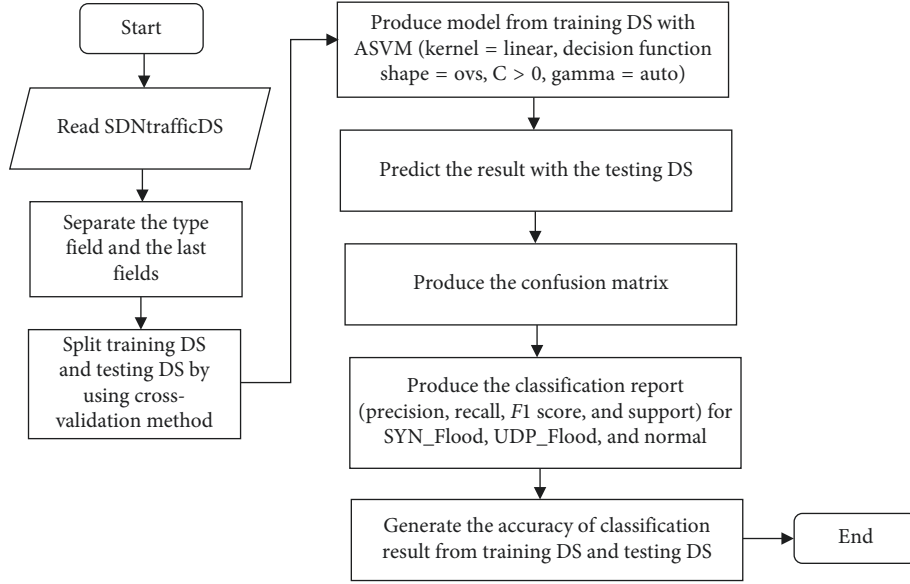 Start
Read SDNtrafficDS
Separate the type
field and the last
fields
Split training DS
and testing DS by
using cross-
validation method
Produce model from training DS with
ASVM (kernel = linear, decision function
shape = ovs, C > 0, gamma = auto)
Predict the result with the testing DS
Produce the confusion matrix
Produce the classification report
(precision, recall, F1 score, and support) for
SYN_Flood, UDP_Flood, and normal
Generate the accuracy of classification
result from training DS and testing DS
End